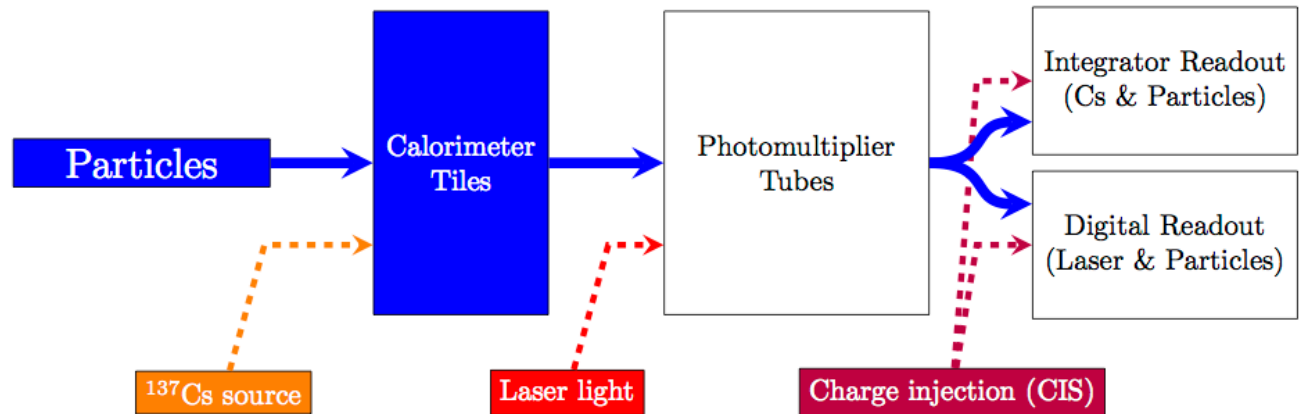 Particles
Calorimeter
Tiles
Photomultiplier
Tubes
Integrator Readout
(Cs & Particles)
Digital Readout
(Laser & Particles)
¹³⁷Cs source
Laser light
Charge injection (CIS)